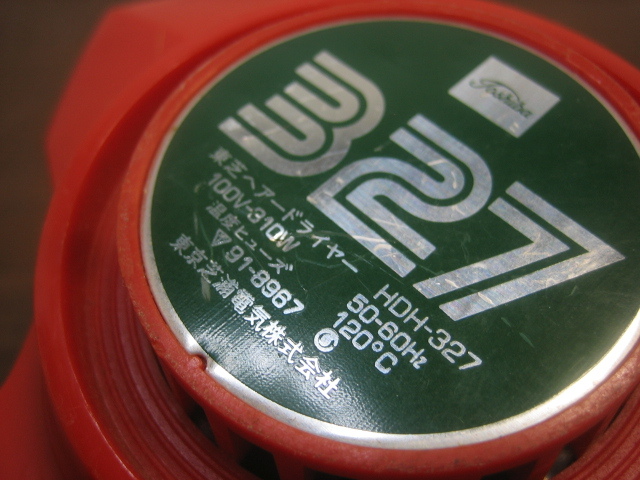 Toshiba
327
東芝ヘアードライヤー HDH-327
100V-310W 50-60Hz
温度ヒューズ 120°C
▽91-8967
東京芝浦電気株式会社